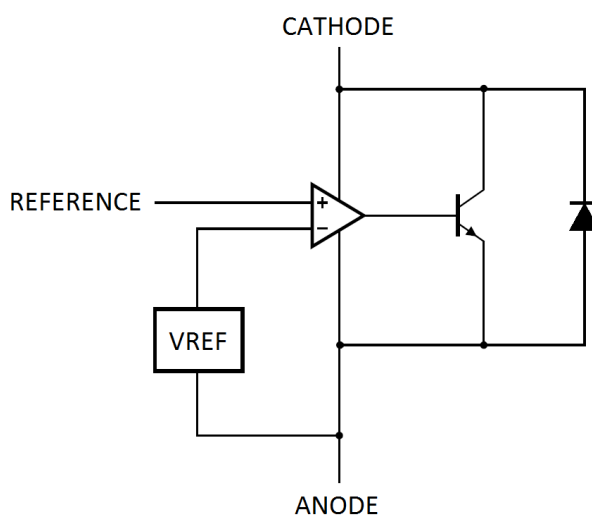 CATHODE
REFERENCE
+
−
VREF
ANODE